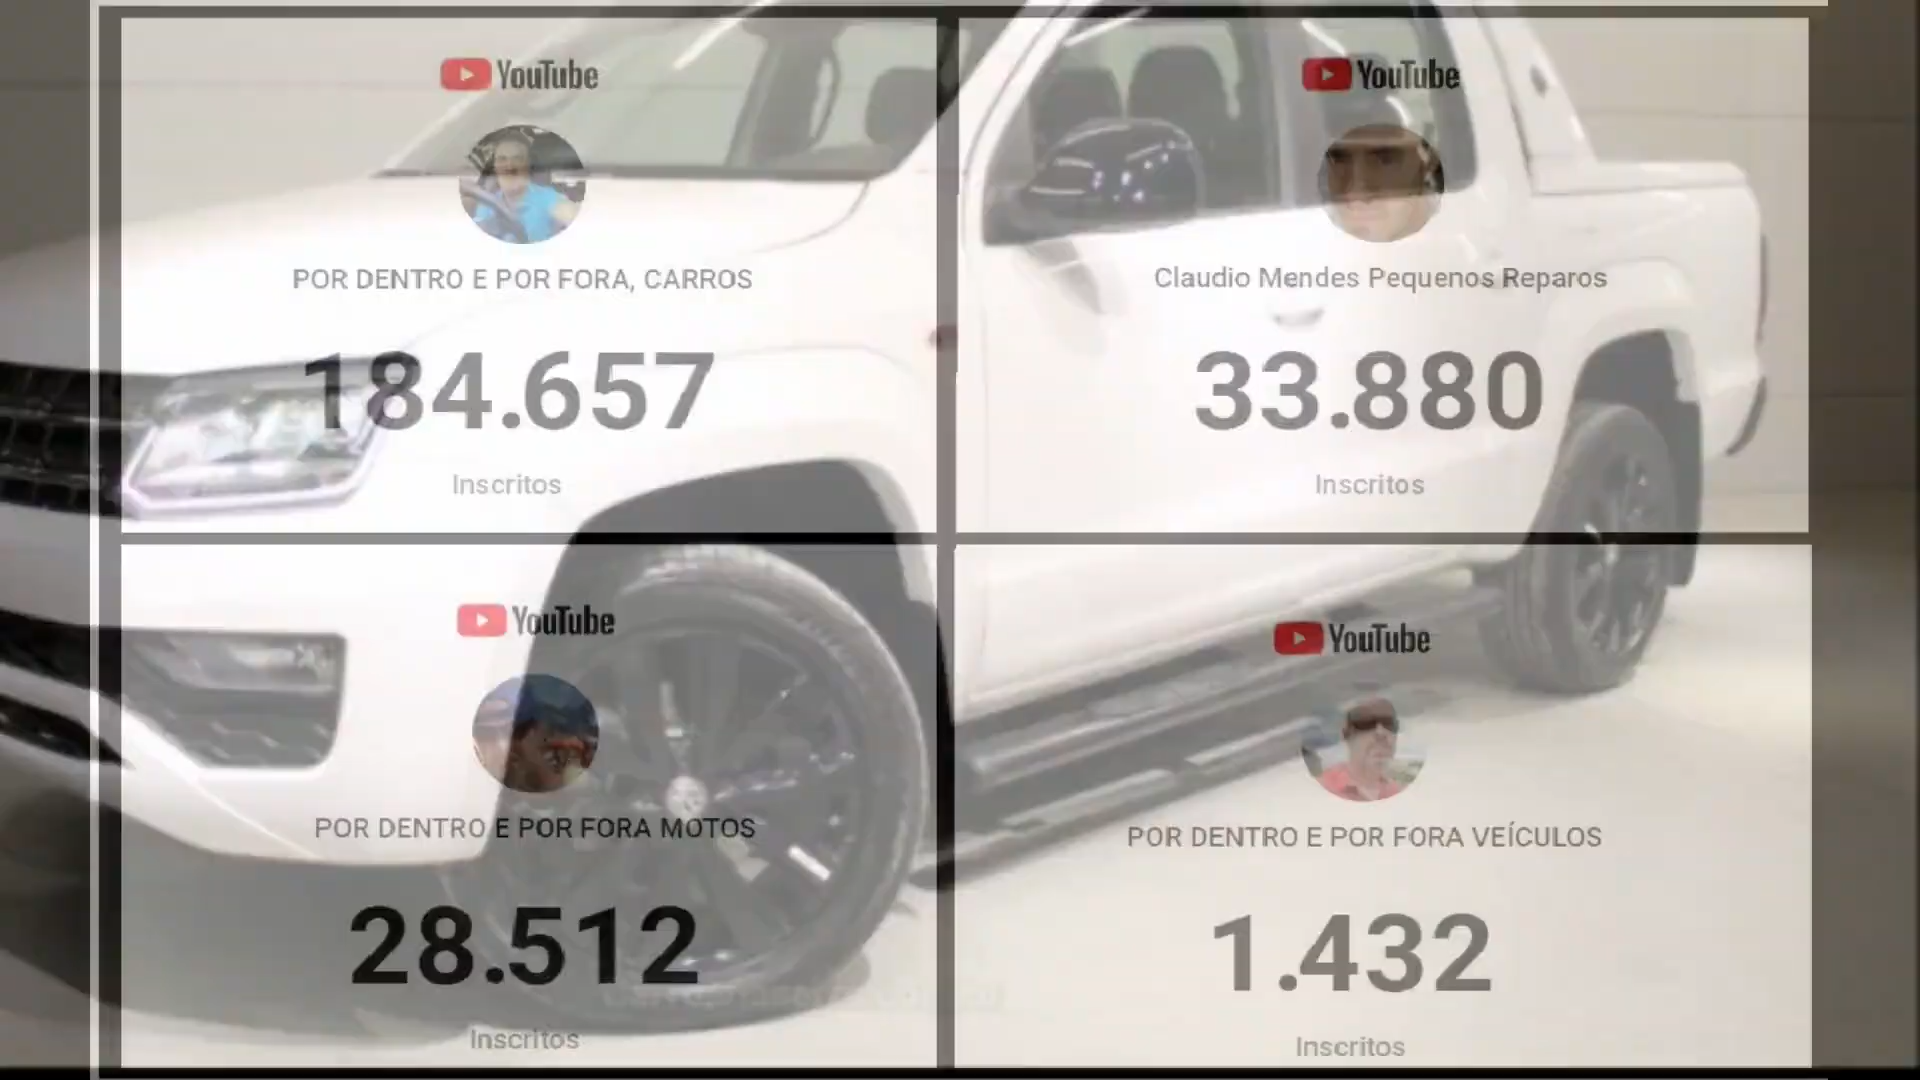 YouTube
POR DENTRO E POR FORA, CARROS
184.657
Inscritos
YouTube
Claudio Mendes Pequenos Reparos
33.880
Inscritos
YouTube
POR DENTRO E POR FORA MOTOS
28.512
Inscritos
YouTube
POR DENTRO E POR FORA VEÍCULOS
1.432
Inscritos